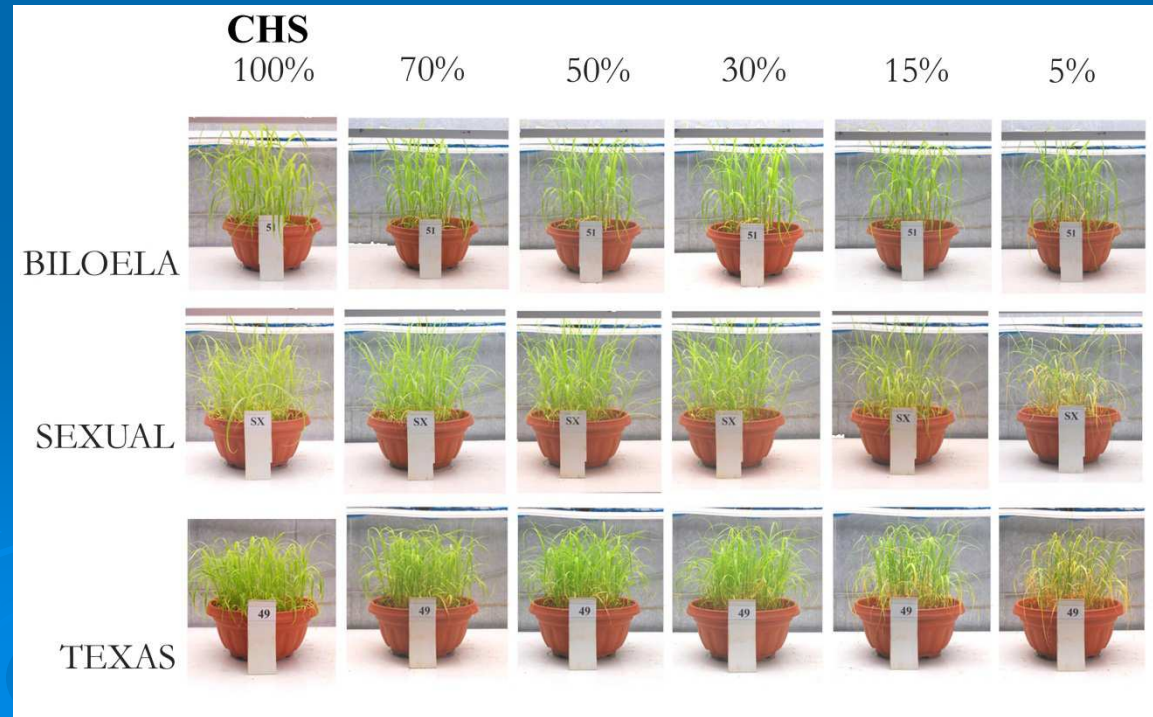 CHS
100% 70% 50% 30% 15% 5%
BILOELA
51 51 51 51 51 51
SEXUAL
SX SX SX SX SX SX
TEXAS
49 49 49 49 49 49